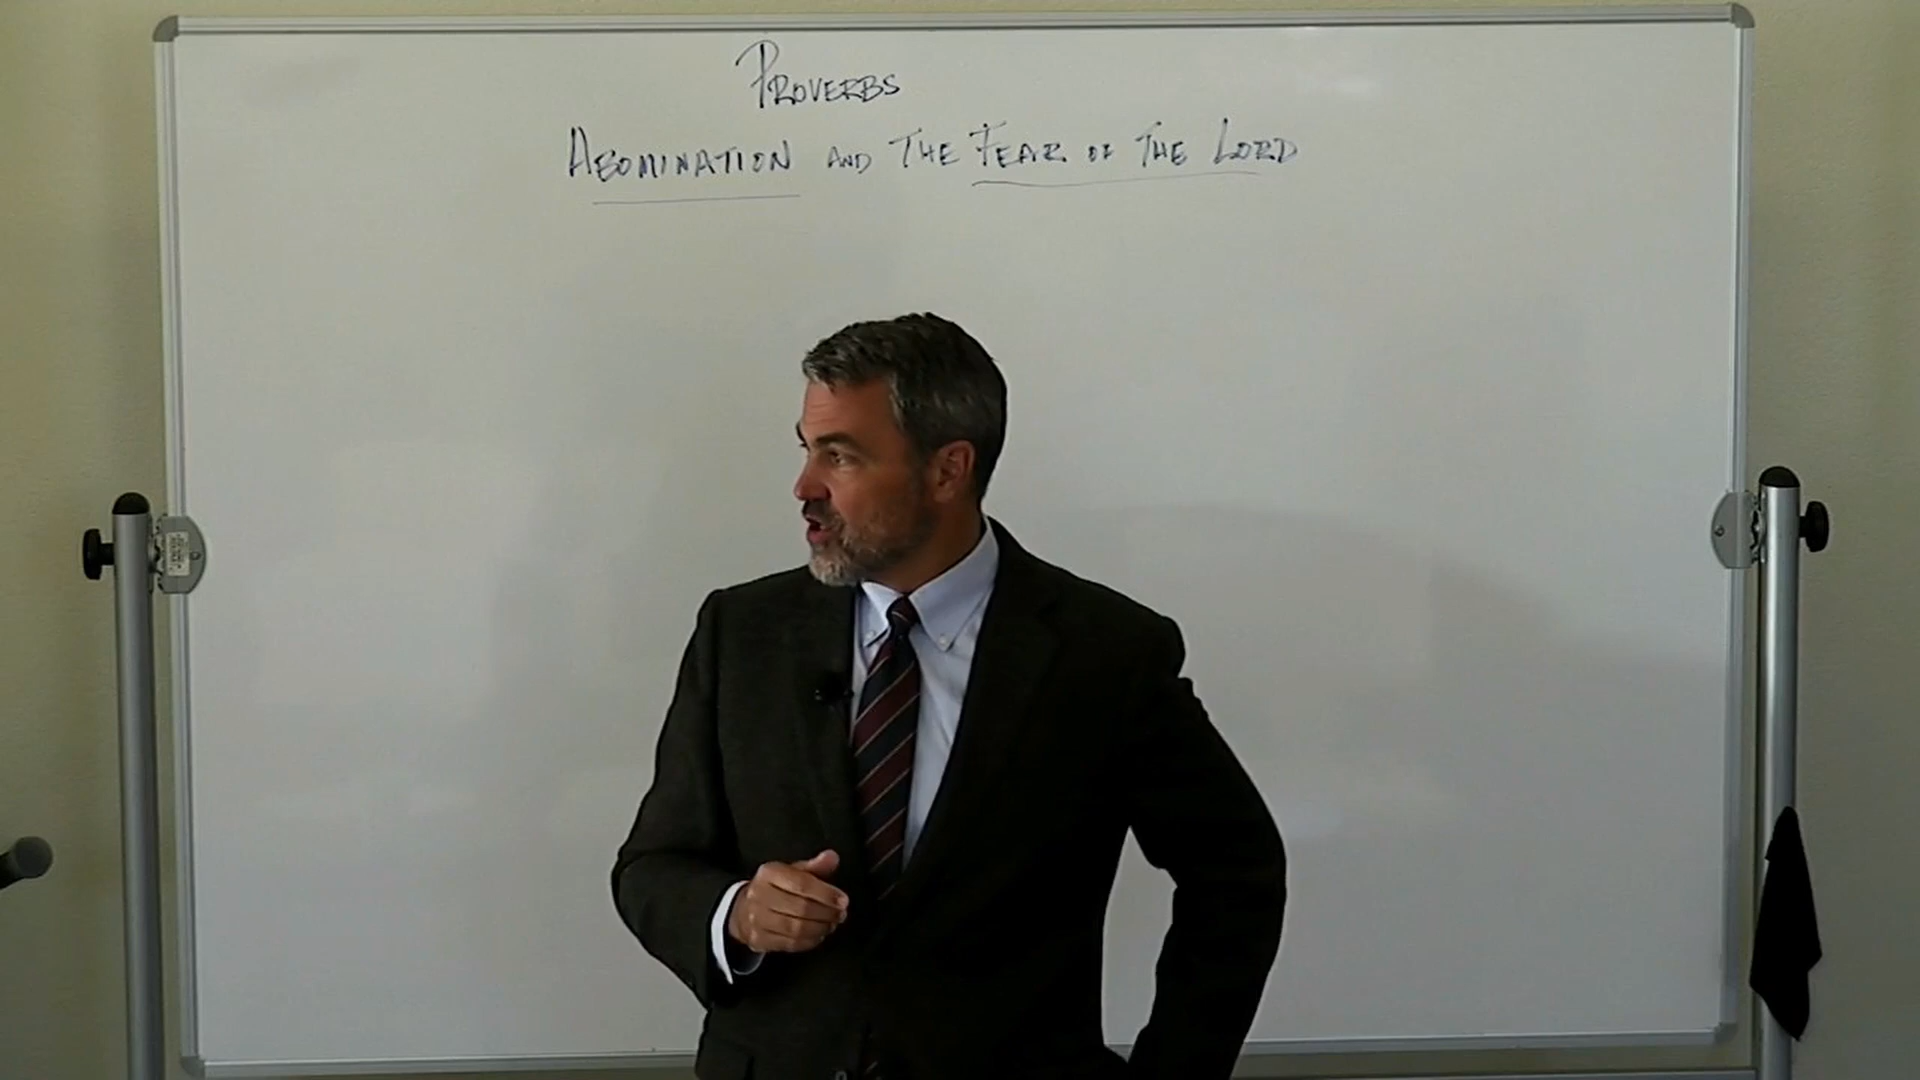 PROVERBS
ABOMINATION AND THE FEAR OF THE LORD